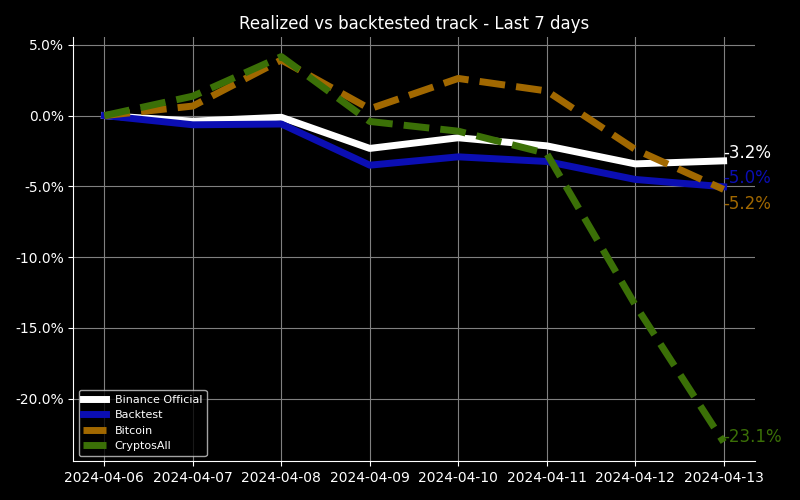 Realized vs backtested track - Last 7 days
5.0%
0.0%
-5.0%
-10.0%
-15.0%
-20.0%
-3.2%
-5.0%
-5.2%
-23.1%
Binance Official
Backtest
Bitcoin
CryptosAll
2024-04-06 2024-04-07 2024-04-08 2024-04-09 2024-04-10 2024-04-11 2024-04-12 2024-04-13